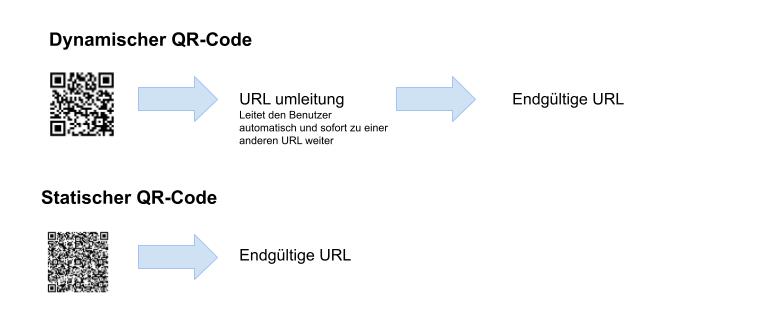 Dynamischer QR-Code
URL umleitung
Leitet den Benutzer
automatisch und sofort zu einer
anderen URL weiter
Endgültige URL
Statischer QR-Code
Endgültige URL